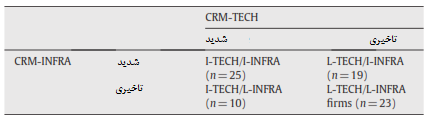 CRM-TECH
شدید تاخیری
CRM-INFRA شدید I-TECH/I-INFRA L-TECH/I-INFRA
(n = 25) (n = 19)
تاخیری I-TECH/L-INFRA L-TECH/L-INFRA
(n = 10) firms (n = 23)